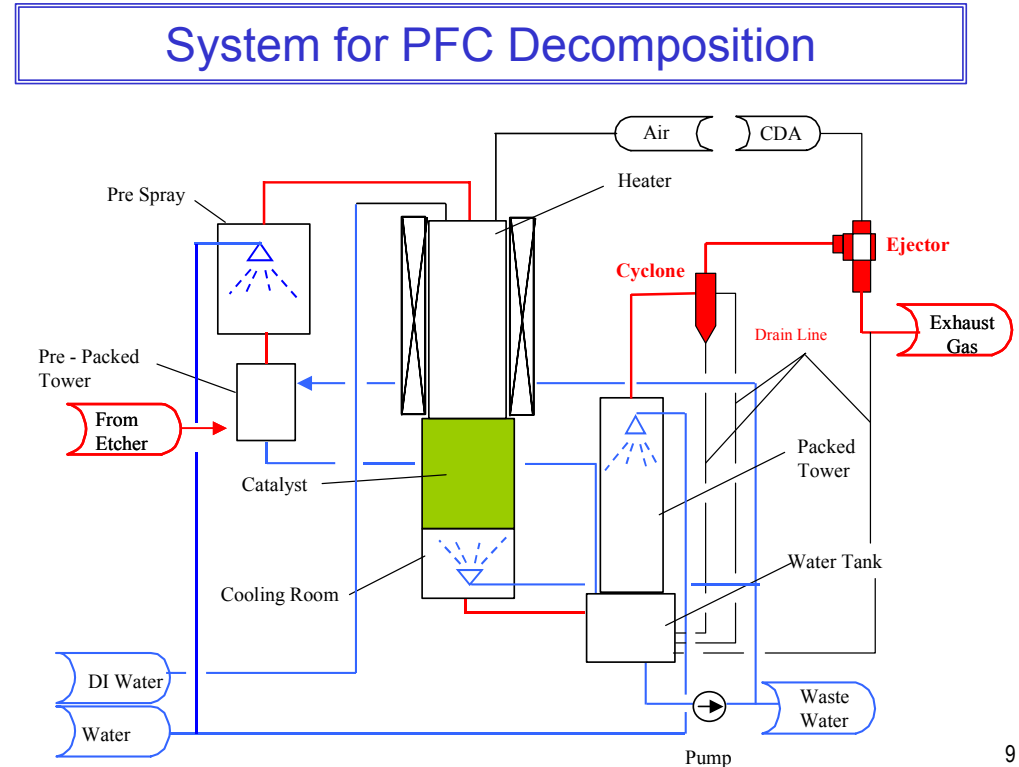 System for PFC Decomposition
Air
CDA
Heater
Pre Spray
Ejector
Cyclone
Exhaust
Gas
Drain Line
Pre - Packed
Tower
From
Etcher
Packed
Tower
Catalyst
Water Tank
Cooling Room
DI Water
Waste
Water
Water
Pump
9